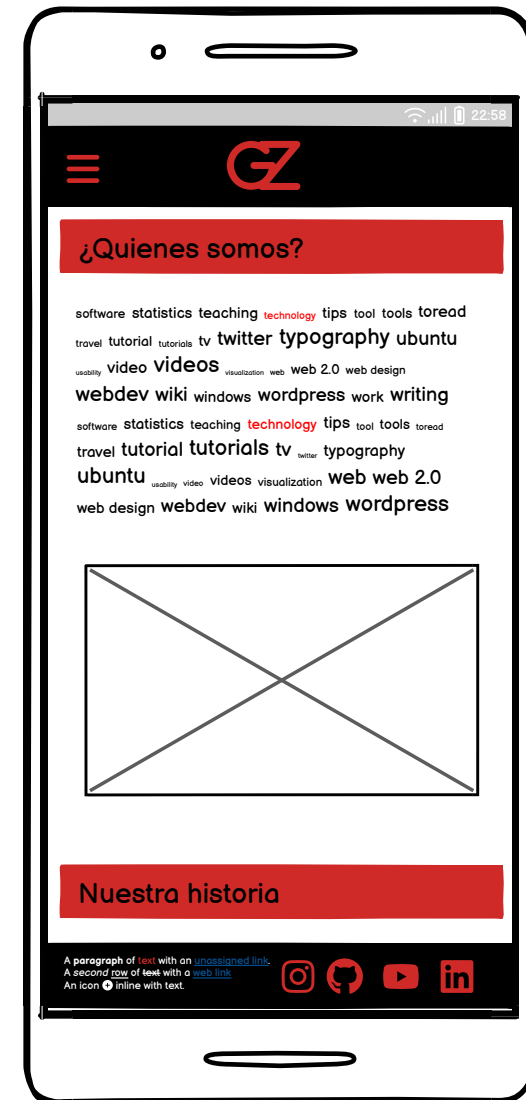 22:58
GZ
¿Quienes somos?
software statistics teaching technology tips tool tools toread
travel tutorial tutorials tv twitter typography ubuntu
usability video videos visualization web web 2.0 web design
webdev wiki windows wordpress work writing
software statistics teaching technology tips tool tools toread
travel tutorial tutorials tv twitter typography
ubuntu usability video videos visualization web web 2.0
web design webdev wiki windows wordpress
Nuestra historia
A paragraph of text with an unassigned link.
A second row of text with a web link
An icon inline with text.
in